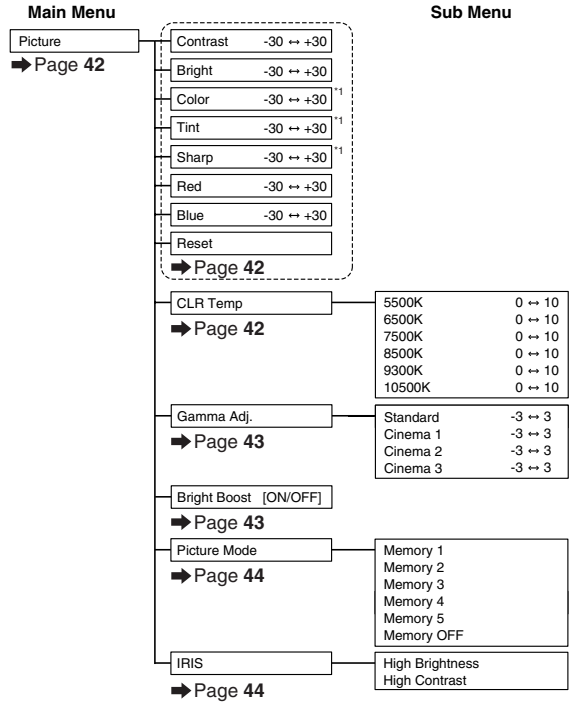 Main Menu
Sub Menu
Picture
➡Page 42
Contrast -30 ↔ +30
Bright -30 ↔ +30
Color -30 ↔ +30 *1
Tint -30 ↔ +30 *1
Sharp -30 ↔ +30 *1
Red -30 ↔ +30
Blue -30 ↔ +30
Reset
➡Page 42
CLR Temp
➡Page 42
5500K 0 ↔ 10
6500K 0 ↔ 10
7500K 0 ↔ 10
8500K 0 ↔ 10
9300K 0 ↔ 10
10500K 0 ↔ 10
Gamma Adj.
➡Page 43
Standard -3 ↔ 3
Cinema 1 -3 ↔ 3
Cinema 2 -3 ↔ 3
Cinema 3 -3 ↔ 3
Bright Boost [ON/OFF]
➡Page 43
Picture Mode
➡Page 44
Memory 1
Memory 2
Memory 3
Memory 4
Memory 5
Memory OFF
IRIS
➡Page 44
High Brightness
High Contrast